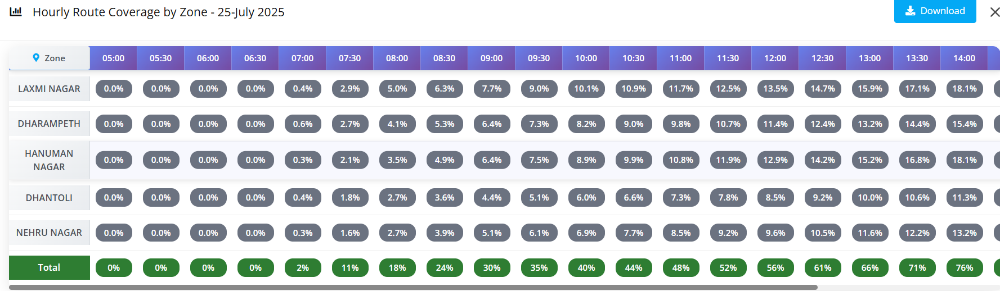 Hourly Route Coverage by Zone - 25-July 2025
Download
Zone 05:00 05:30 06:00 06:30 07:00 07:30 08:00 08:30 09:00 09:30 10:00 10:30 11:00 11:30 12:00 12:30 13:00 13:30 14:00
LAXMI NAGAR 0.0% 0.0% 0.0% 0.0% 0.4% 2.9% 5.0% 6.3% 7.7% 9.0% 10.1% 10.9% 11.7% 12.5% 13.5% 14.7% 15.9% 17.1% 18.1%
DHARAMPETH 0.0% 0.0% 0.0% 0.0% 0.6% 2.7% 4.1% 5.3% 6.4% 7.3% 8.2% 9.0% 9.8% 10.7% 11.4% 12.4% 13.2% 14.4% 15.4%
HANUMAN
NAGAR 0.0% 0.0% 0.0% 0.0% 0.3% 2.1% 3.5% 4.9% 6.4% 7.5% 8.9% 9.9% 10.8% 11.9% 12.9% 14.2% 15.2% 16.8% 18.1%
DHANTOLI 0.0% 0.0% 0.0% 0.0% 0.4% 1.8% 2.7% 3.6% 4.4% 5.1% 6.0% 6.6% 7.3% 7.8% 8.5% 9.2% 10.0% 10.6% 11.3%
NEHRU NAGAR 0.0% 0.0% 0.0% 0.0% 0.3% 1.6% 2.7% 3.9% 5.1% 6.1% 6.9% 7.7% 8.5% 9.2% 9.6% 10.5% 11.6% 12.2% 13.2%
Total 0% 0% 0% 0% 2% 11% 18% 24% 30% 35% 40% 44% 48% 52% 56% 61% 66% 71% 76%